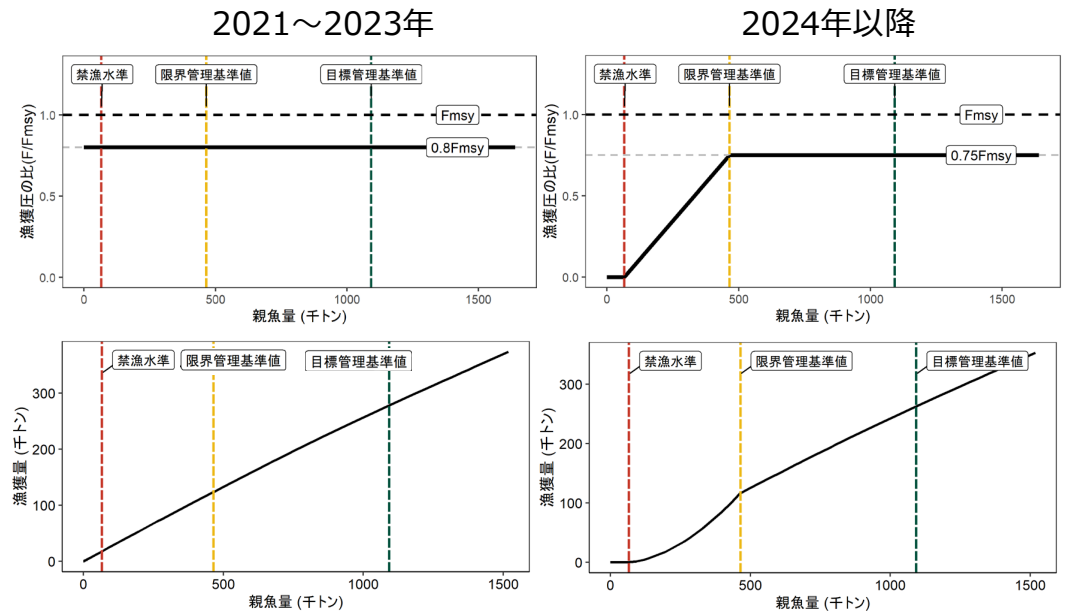 2021～2023年
2024年以降
禁漁水準
限界管理基準値
目標管理基準値
Fmsy
0.8Fmsy
漁獲圧の比(F/Fmsy)
1.0
0.5
0.0
0
500
1000
1500
親魚量 (千トン)
禁漁水準
限界管理基準値
目標管理基準値
Fmsy
0.75Fmsy
漁獲圧の比(F/Fmsy)
1.0
0.5
0.0
0
500
1000
1500
親魚量 (千トン)
禁漁水準
限界管理基準値
目標管理基準値
漁獲量 (千トン)
300
200
100
0
0
500
1000
1500
親魚量 (千トン)
禁漁水準
限界管理基準値
目標管理基準値
漁獲量 (千トン)
300
200
100
0
0
500
1000
1500
親魚量 (千トン)